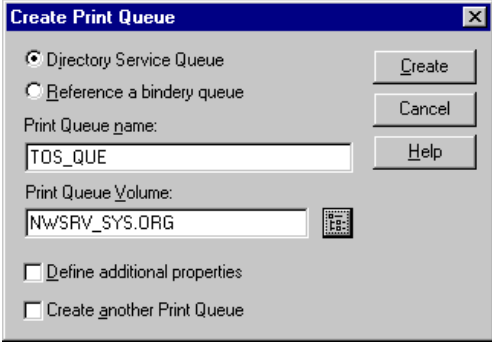 Create Print Queue
Directory Service Queue
Reference a bindery queue
Print Queue name:
TOS_QUE
Print Queue Volume:
NWSRV_SYS.ORG
Define additional properties
Create another Print Queue
Create
Cancel
Help